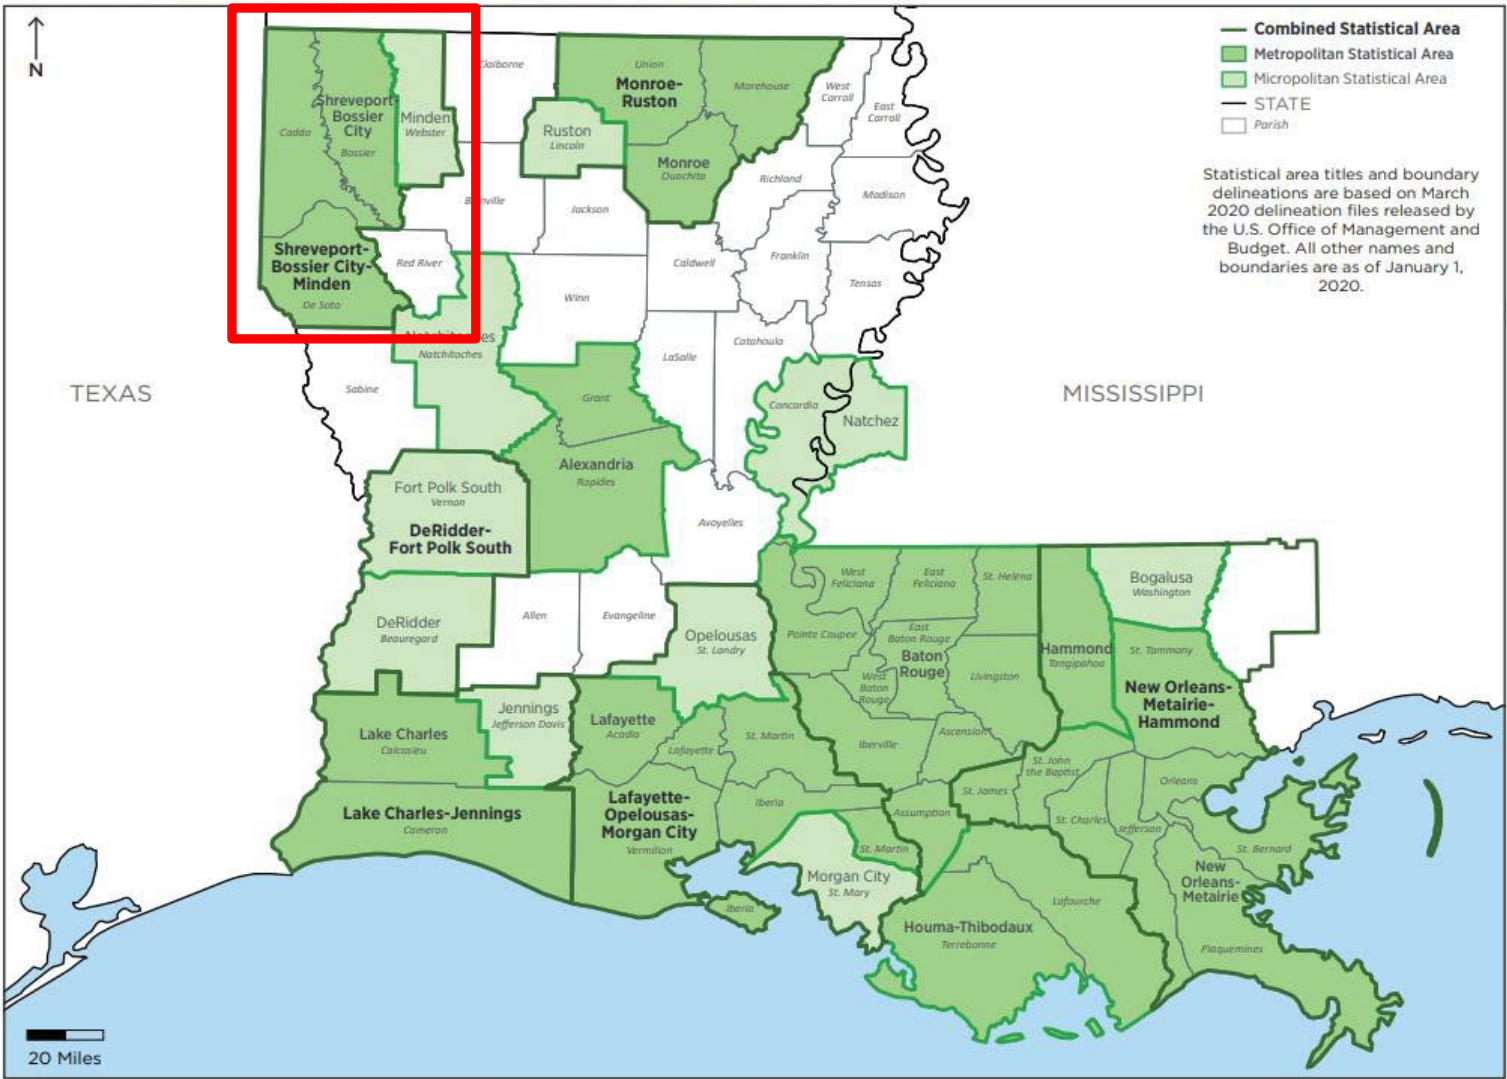 N
Combined Statistical Area
Metropolitan Statistical Area
Micropolitan Statistical Area
STATE
Parish
Statistical area titles and boundary
delineations are based on March
2020 delineation files released by
the U.S. Office of Management and
Budget. All other names and
boundaries are as of January 1,
2020.
Caddo
Shreveport-
Bossier
City
Bossier
Minden
Webster
Claiborne
Union
Monroe-
Ruston
Morehouse
West
Carroll
East
Carroll
Ruston
Lincoln
Monroe
Ouachita
Richland
Madison
Bienville
Jackson
Shreveport-
Bossier City-
Minden
De Soto
Red River
Caldwell
Franklin
Tensas
Winn
Natchitoches
Natchitoches
LaSalle
Catahoula
TEXAS
MISSISSIPPI
Sabine
Grant
Concordia
Natchez
Alexandria
Rapides
Fort Polk South
Vernon
DeRidder-
Fort Polk South
Avoyelles
West
Feliciana
East
Feliciana
St. Helena
Bogalusa
Washington
DeRidder
Beauregard
Allen
Evangeline
Opelousas
St. Landry
Pointe Coupee
East
Baton Rouge
Baton
Rouge
West
Baton
Rouge
Livingston
Hammond
Tangipahoa
St. Tammany
New Orleans-
Metairie-
Hammond
Lake Charles
Calcasieu
Jennings
Jefferson Davis
Lafayette
Acadia
Lafayette
St. Martin
Iberville
Ascension
St. John
the Baptist
Orleans
Lake Charles-Jennings
Cameron
Lafayette-
Opelousas-
Morgan City
Vermilion
Iberia
Assumption
St. James
St. Charles
Jefferson
St. Bernard
St. Martin
Morgan City
St. Mary
Iberia
New
Orleans-
Metairie
Lafourche
Houma-Thibodaux
Terrebonne
Plaquemines
20 Miles